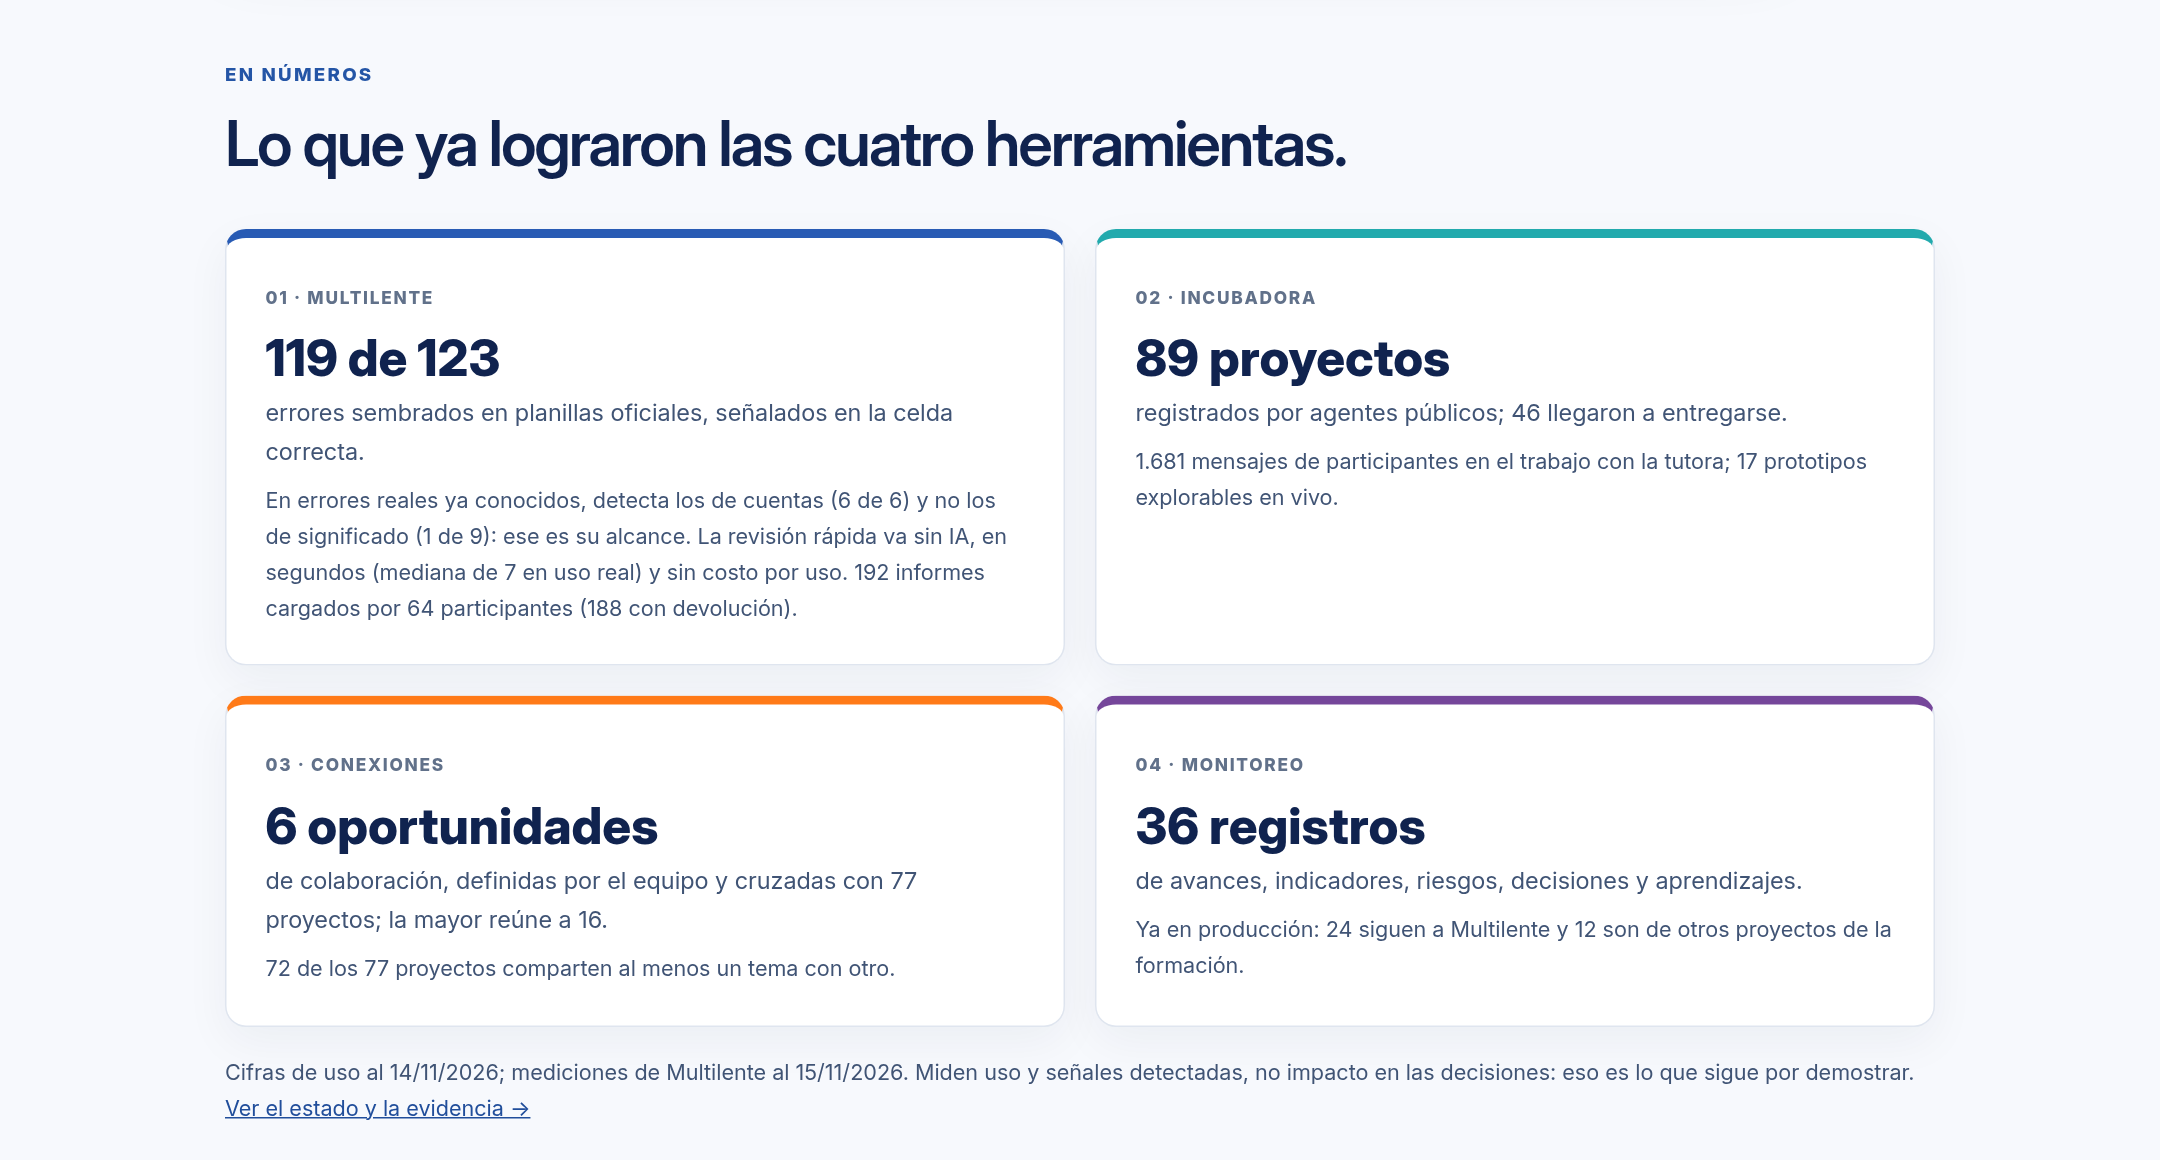 EN NÚMEROS
Lo que ya lograron las cuatro herramientas.
01 · MULTILENTE
119 de 123
errores sembrados en planillas oficiales, señalados en la celda
correcta.
En errores reales ya conocidos, detecta los de cuentas (6 de 6) y no los
de significado (1 de 9): ese es su alcance. La revisión rápida va sin IA, en
segundos (mediana de 7 en uso real) y sin costo por uso. 192 informes
cargados por 64 participantes (188 con devolución).
02 · INCUBADORA
89 proyectos
registrados por agentes públicos; 46 llegaron a entregarse.
1.681 mensajes de participantes en el trabajo con la tutora; 17 prototipos
explorables en vivo.
03 · CONEXIONES
6 oportunidades
de colaboración, definidas por el equipo y cruzadas con 77
proyectos; la mayor reúne a 16.
72 de los 77 proyectos comparten al menos un tema con otro.
04 · MONITOREO
36 registros
de avances, indicadores, riesgos, decisiones y aprendizajes.
Ya en producción: 24 siguen a Multilente y 12 son de otros proyectos de la
formación.
Cifras de uso al 14/11/2026; mediciones de Multilente al 15/11/2026. Miden uso y señales detectadas, no impacto en las decisiones: eso es lo que sigue por demostrar.
Ver el estado y la evidencia →